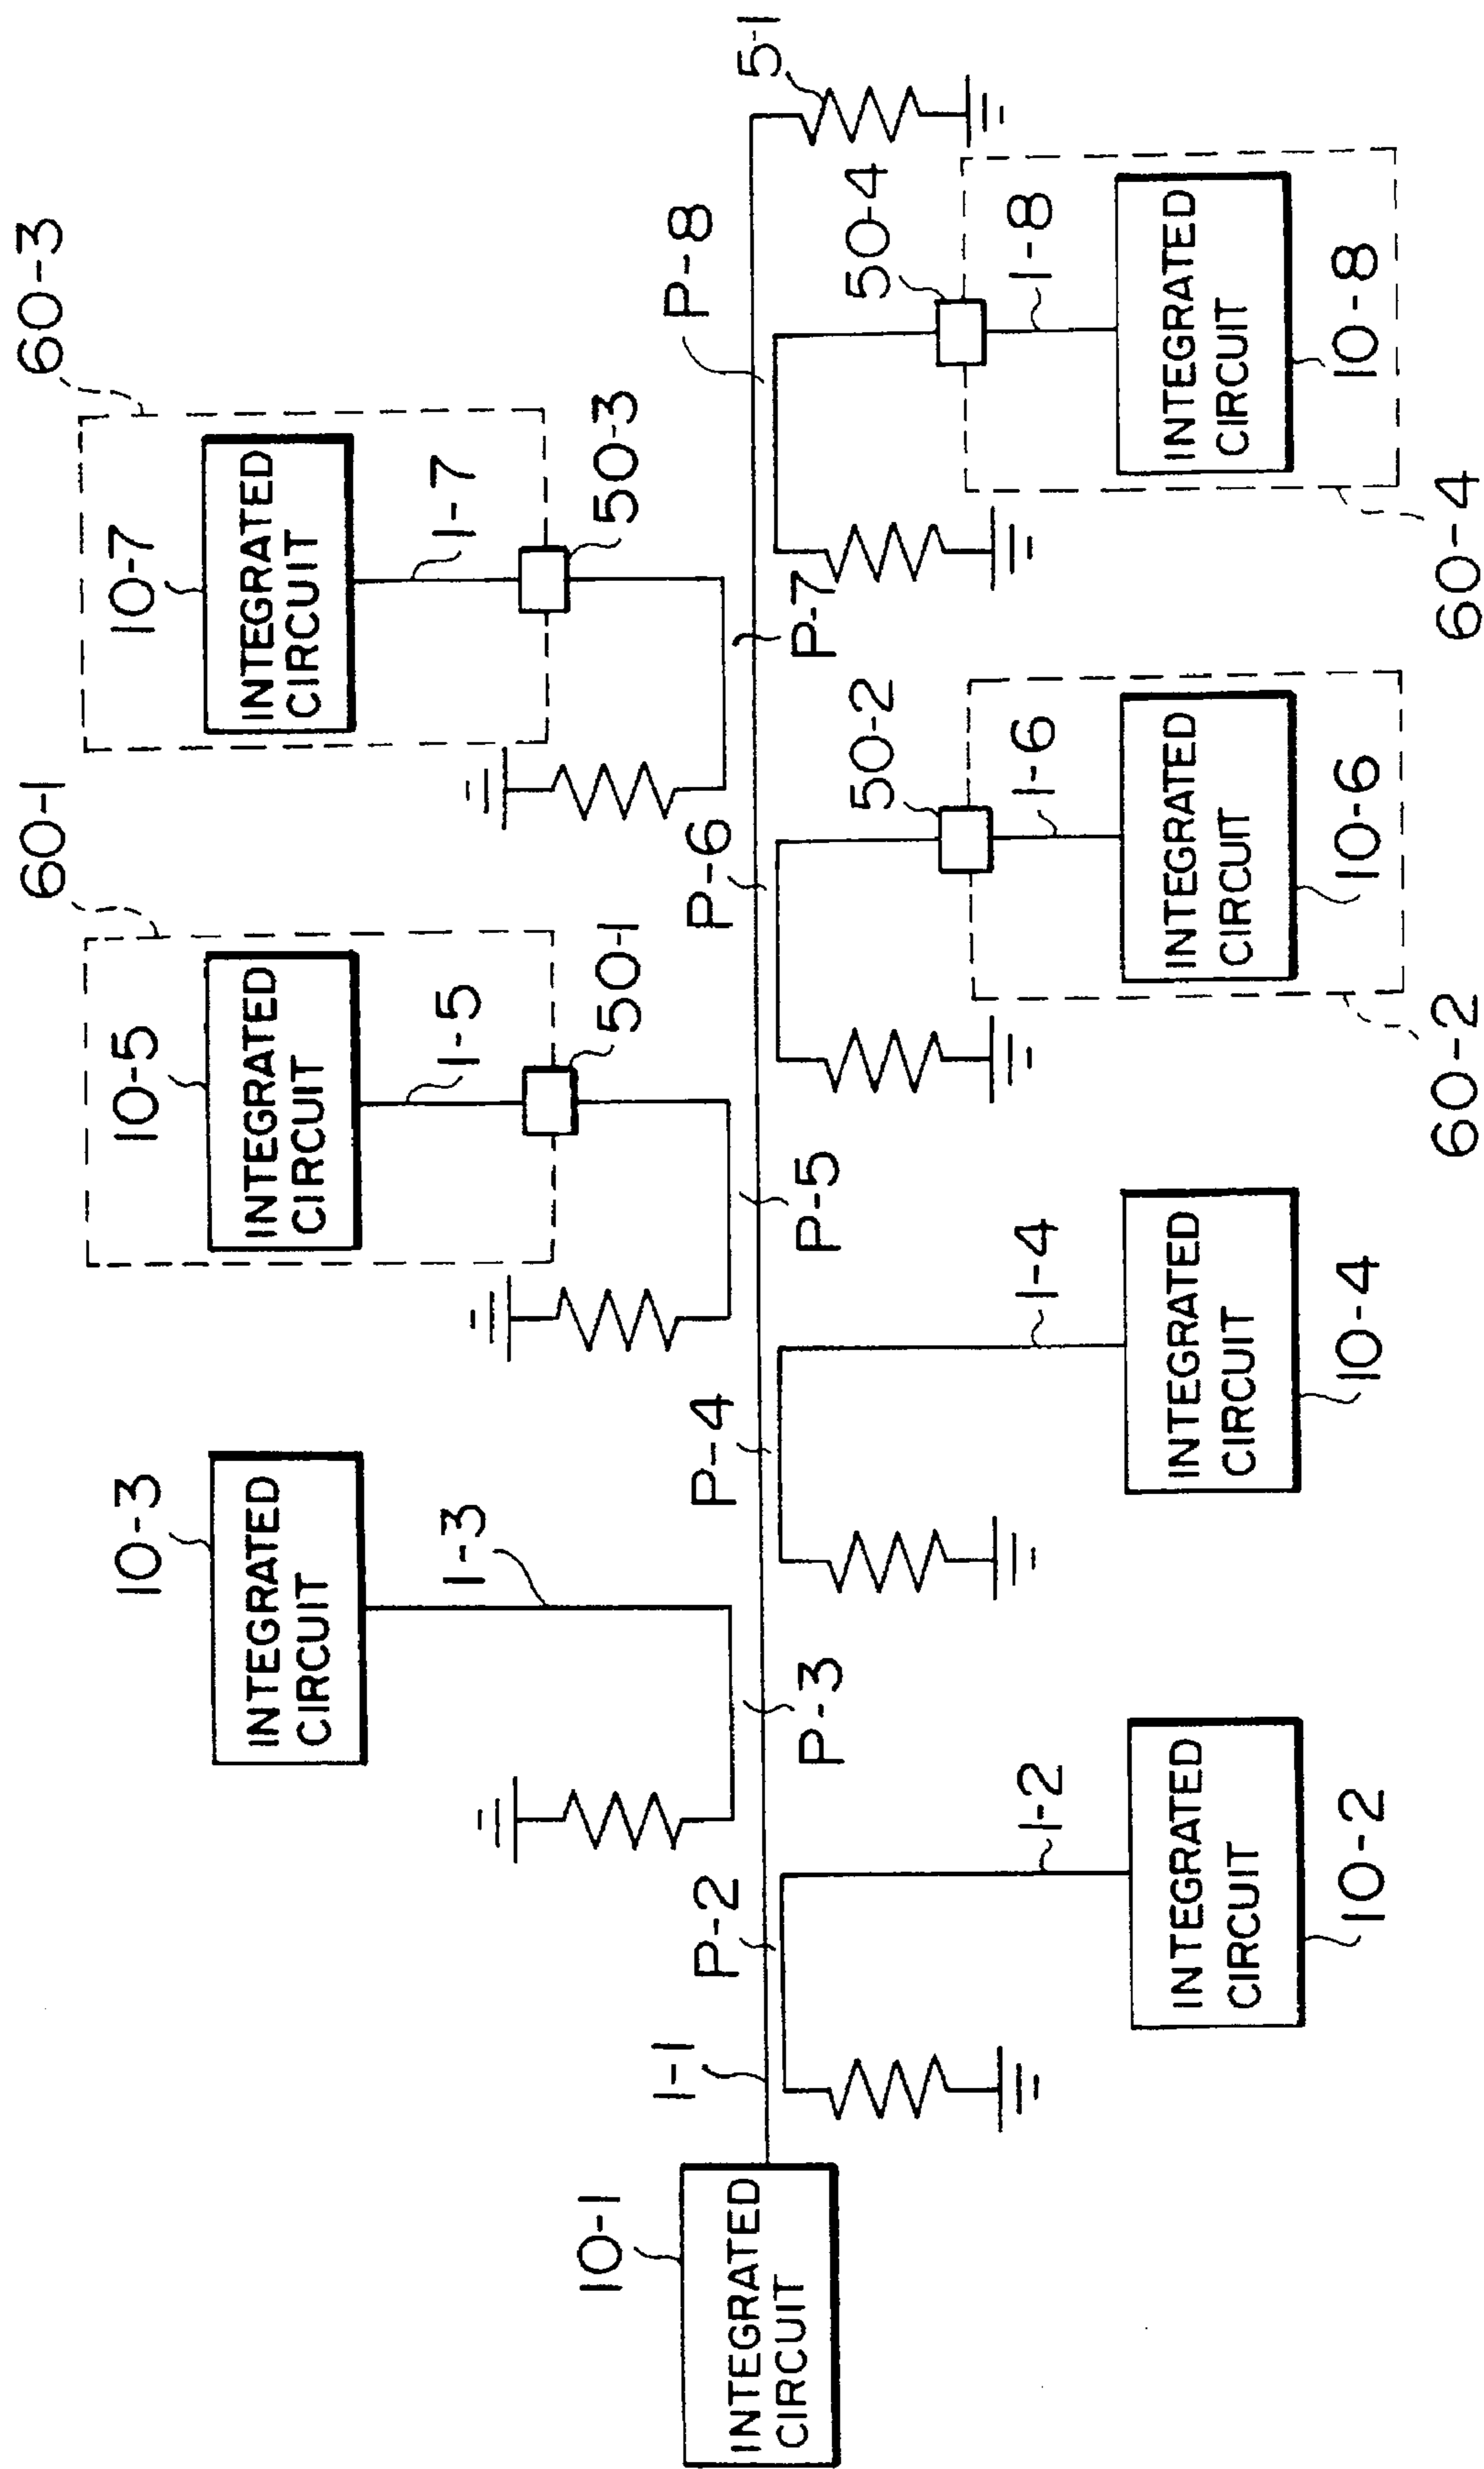 60-1
60-3
10-3
10-5
10-7
INTEGRATED
CIRCUIT
INTEGRATED
CIRCUIT
INTEGRATED
CIRCUIT
1-3
1-5
1-7
50-1
50-3
10-1
1-1
P-2
P-4
P-6
P-8
5-1
INTEGRATED
CIRCUIT
P-3
P-5
P-7
50-2
50-4
1-2
1-4
1-6
1-8
INTEGRATED
CIRCUIT
INTEGRATED
CIRCUIT
INTEGRATED
CIRCUIT
INTEGRATED
CIRCUIT
10-2
10-4
10-6
10-8
60-2
60-4